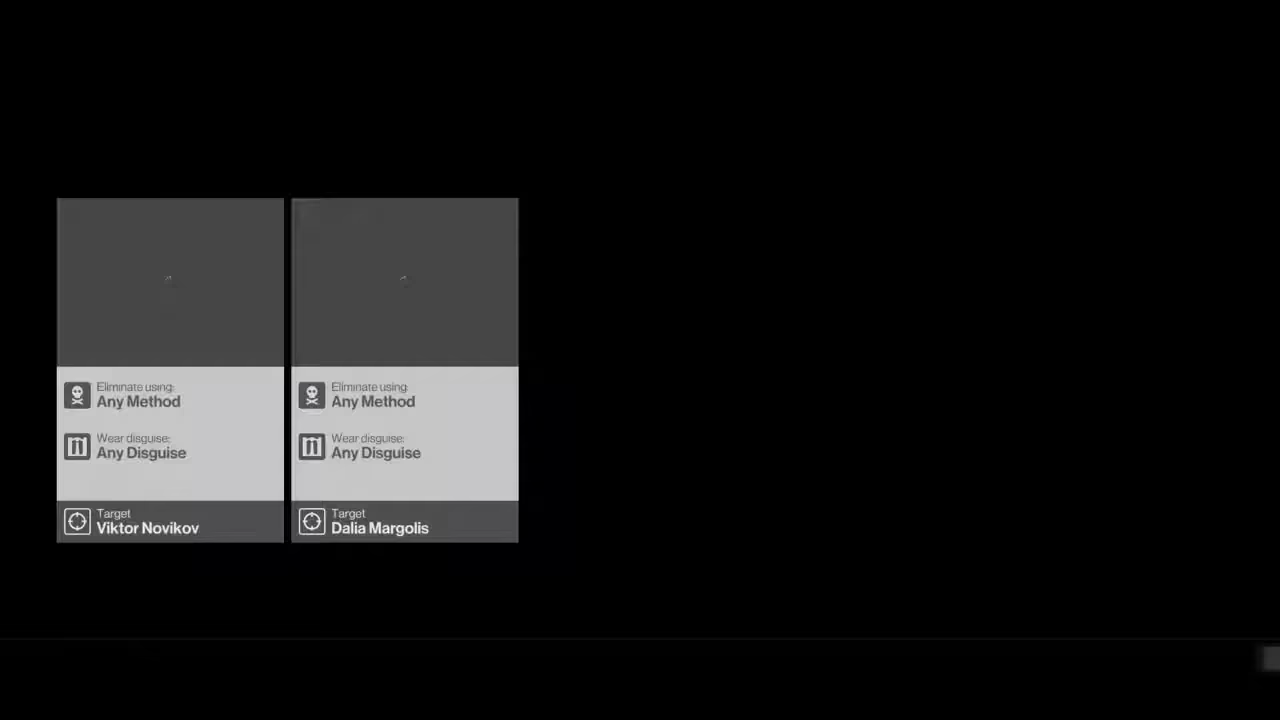 Eliminate using:
Any Method
Wear disguise:
Any Disguise
Target
Viktor Novikov
Eliminate using:
Any Method
Wear disguise:
Any Disguise
Target
Dalia Margolis